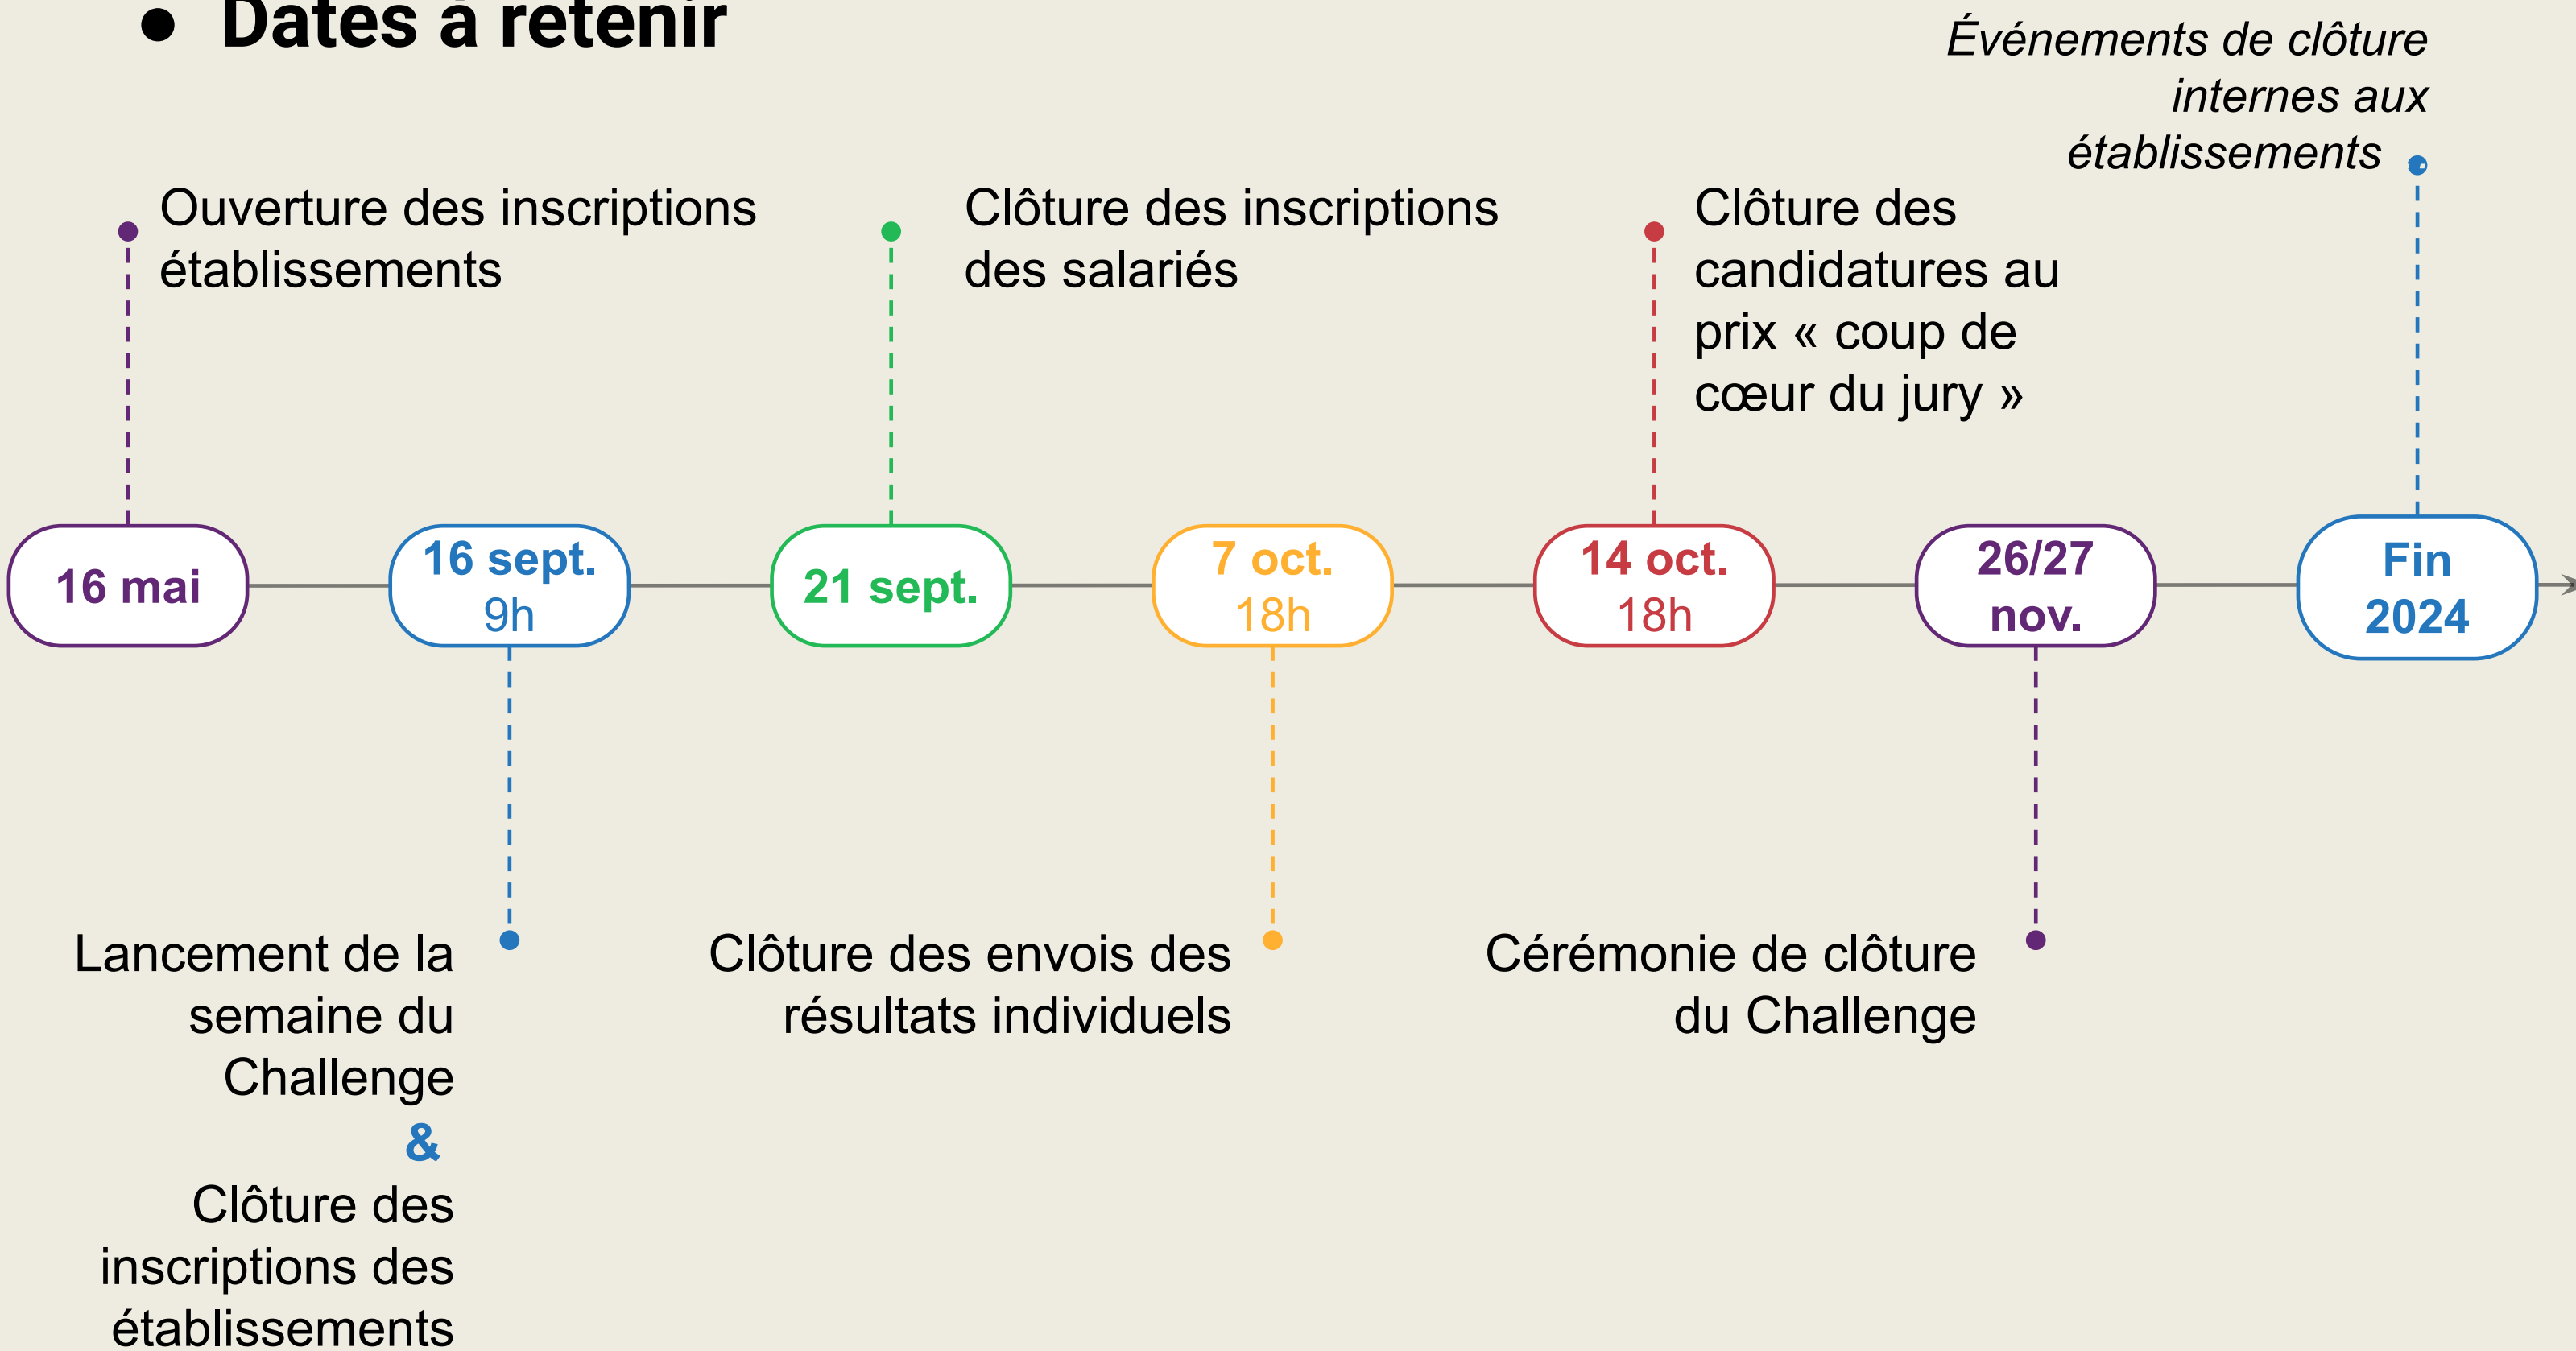 ● Dates à retenir
Événements de clôture
internes aux
établissements
Ouverture des inscriptions
établissements
Clôture des inscriptions
des salariés
Clôture des
candidatures au
prix « coup de
cœur du jury »
16 mai
16 sept.
9h
21 sept.
7 oct.
18h
14 oct.
18h
26/27
nov.
Fin
2024
Lancement de la
semaine du
Challenge
&
Clôture des
inscriptions des
établissements
Clôture des envois des
résultats individuels
Cérémonie de clôture
du Challenge